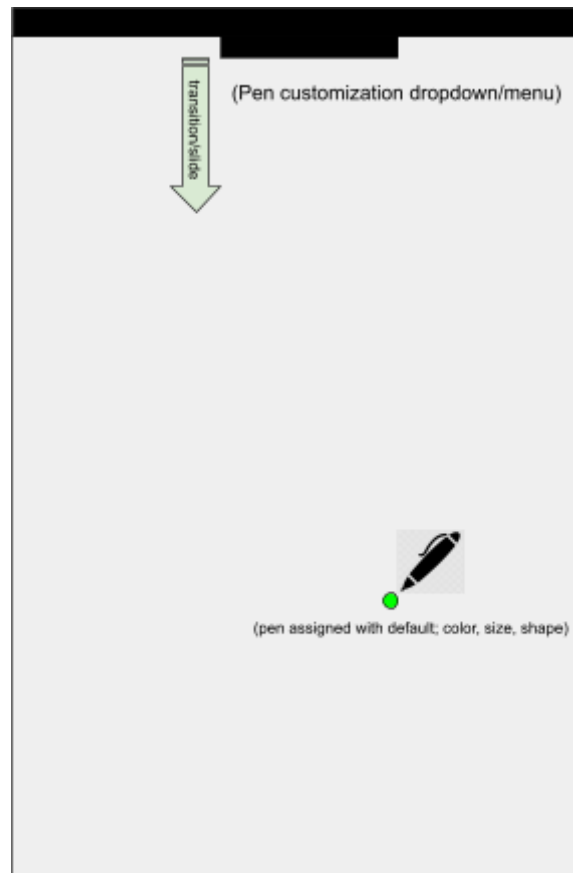 (Pen customization dropdown/menu)
transition/slide
(pen assigned with default; color, size, shape)